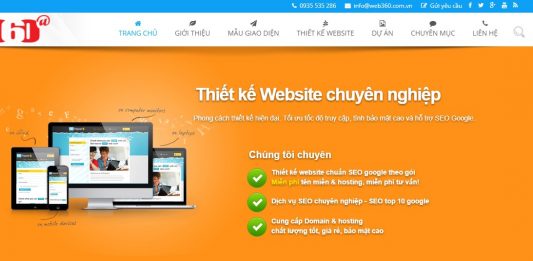 0935 535 286 info@web360.com.vn Gửi yêu cầu
TRANG CHỦ GIỚI THIỆU MẪU GIAO DIỆN THIẾT KẾ WEBSITE DỰ ÁN CHUYÊN MỤC LIÊN HỆ
Thiết kế Website chuyên nghiệp
Phong cách thiết kế hiện đại, Tối ưu tốc độ truy cập, tính bảo mật cao và hỗ trợ SEO Google.
on computer monitors
on laptops
on mobile devices
Chúng tôi chuyên
Thiết kế website chuẩn SEO google theo gói
Miễn phí tên miền & hosting, miễn phí tư vấn!
Dịch vụ SEO chuyên nghiệp - SEO top 10 google
Cung cấp Domain & hosting
chất lượng tốt, giá rẻ, bảo mật cao